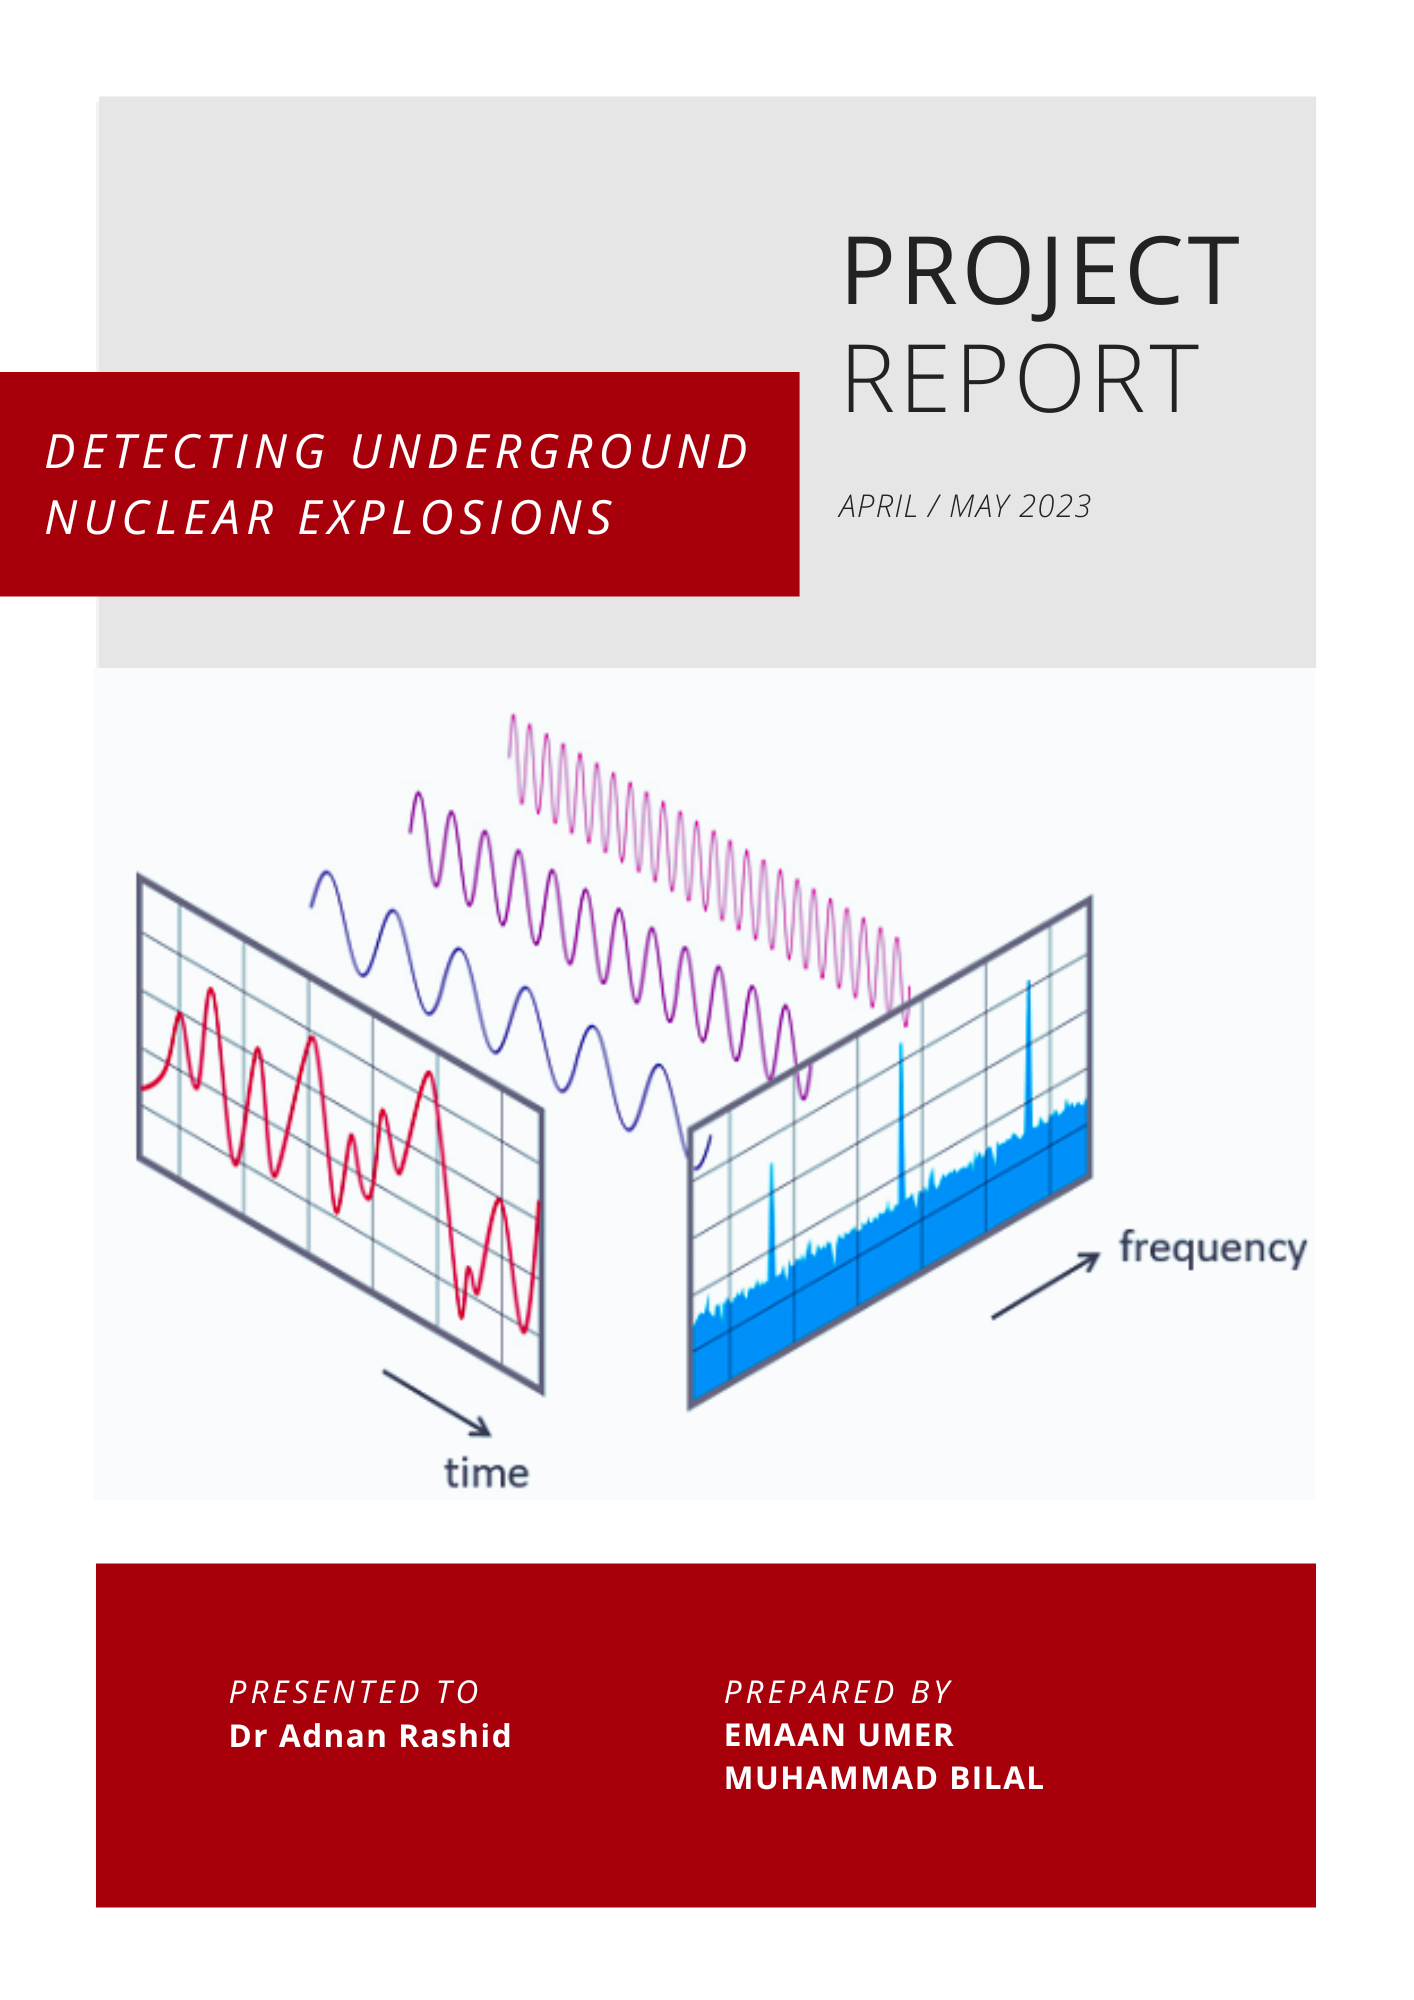 PROJECT
REPORT
DETECTING UNDERGROUND
NUCLEAR EXPLOSIONS
APRIL / MAY 2023
frequency
time
PRESENTED TO
Dr Adnan Rashid
PREPARED BY
EMAAN UMER
MUHAMMAD BILAL